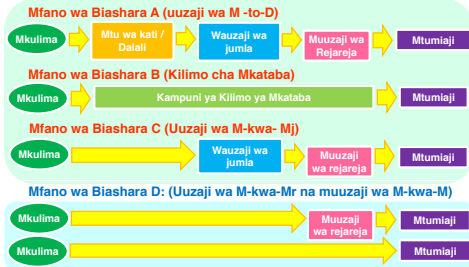 Mfano wa Biashara A (uuzaji wa M -to-D)
Mkulima
Mtu wa kati /
Dalali
Wauzaji wa
jumla
Muuzaji wa
Rejareja
Mtumiaji
Mfano wa Biashara B (Kilimo cha Mkataba)
Mkulima
Kampuni ya Kilimo ya Mkataba
Mtumiaji
Mfano wa Biashara C (Uuzaji wa M-kwa- Mj)
Mkulima
Wauzaji wa
jumla
Muuzaji
wa rejareja
Mtumiaji
Mfano wa Biashara D: (Uuzaji wa M-kwa-Mr na muuzaji wa M-kwa-M)
Mkulima
Muuzaji
wa rejareja
Mtumiaji
Mkulima
Mtumiaji